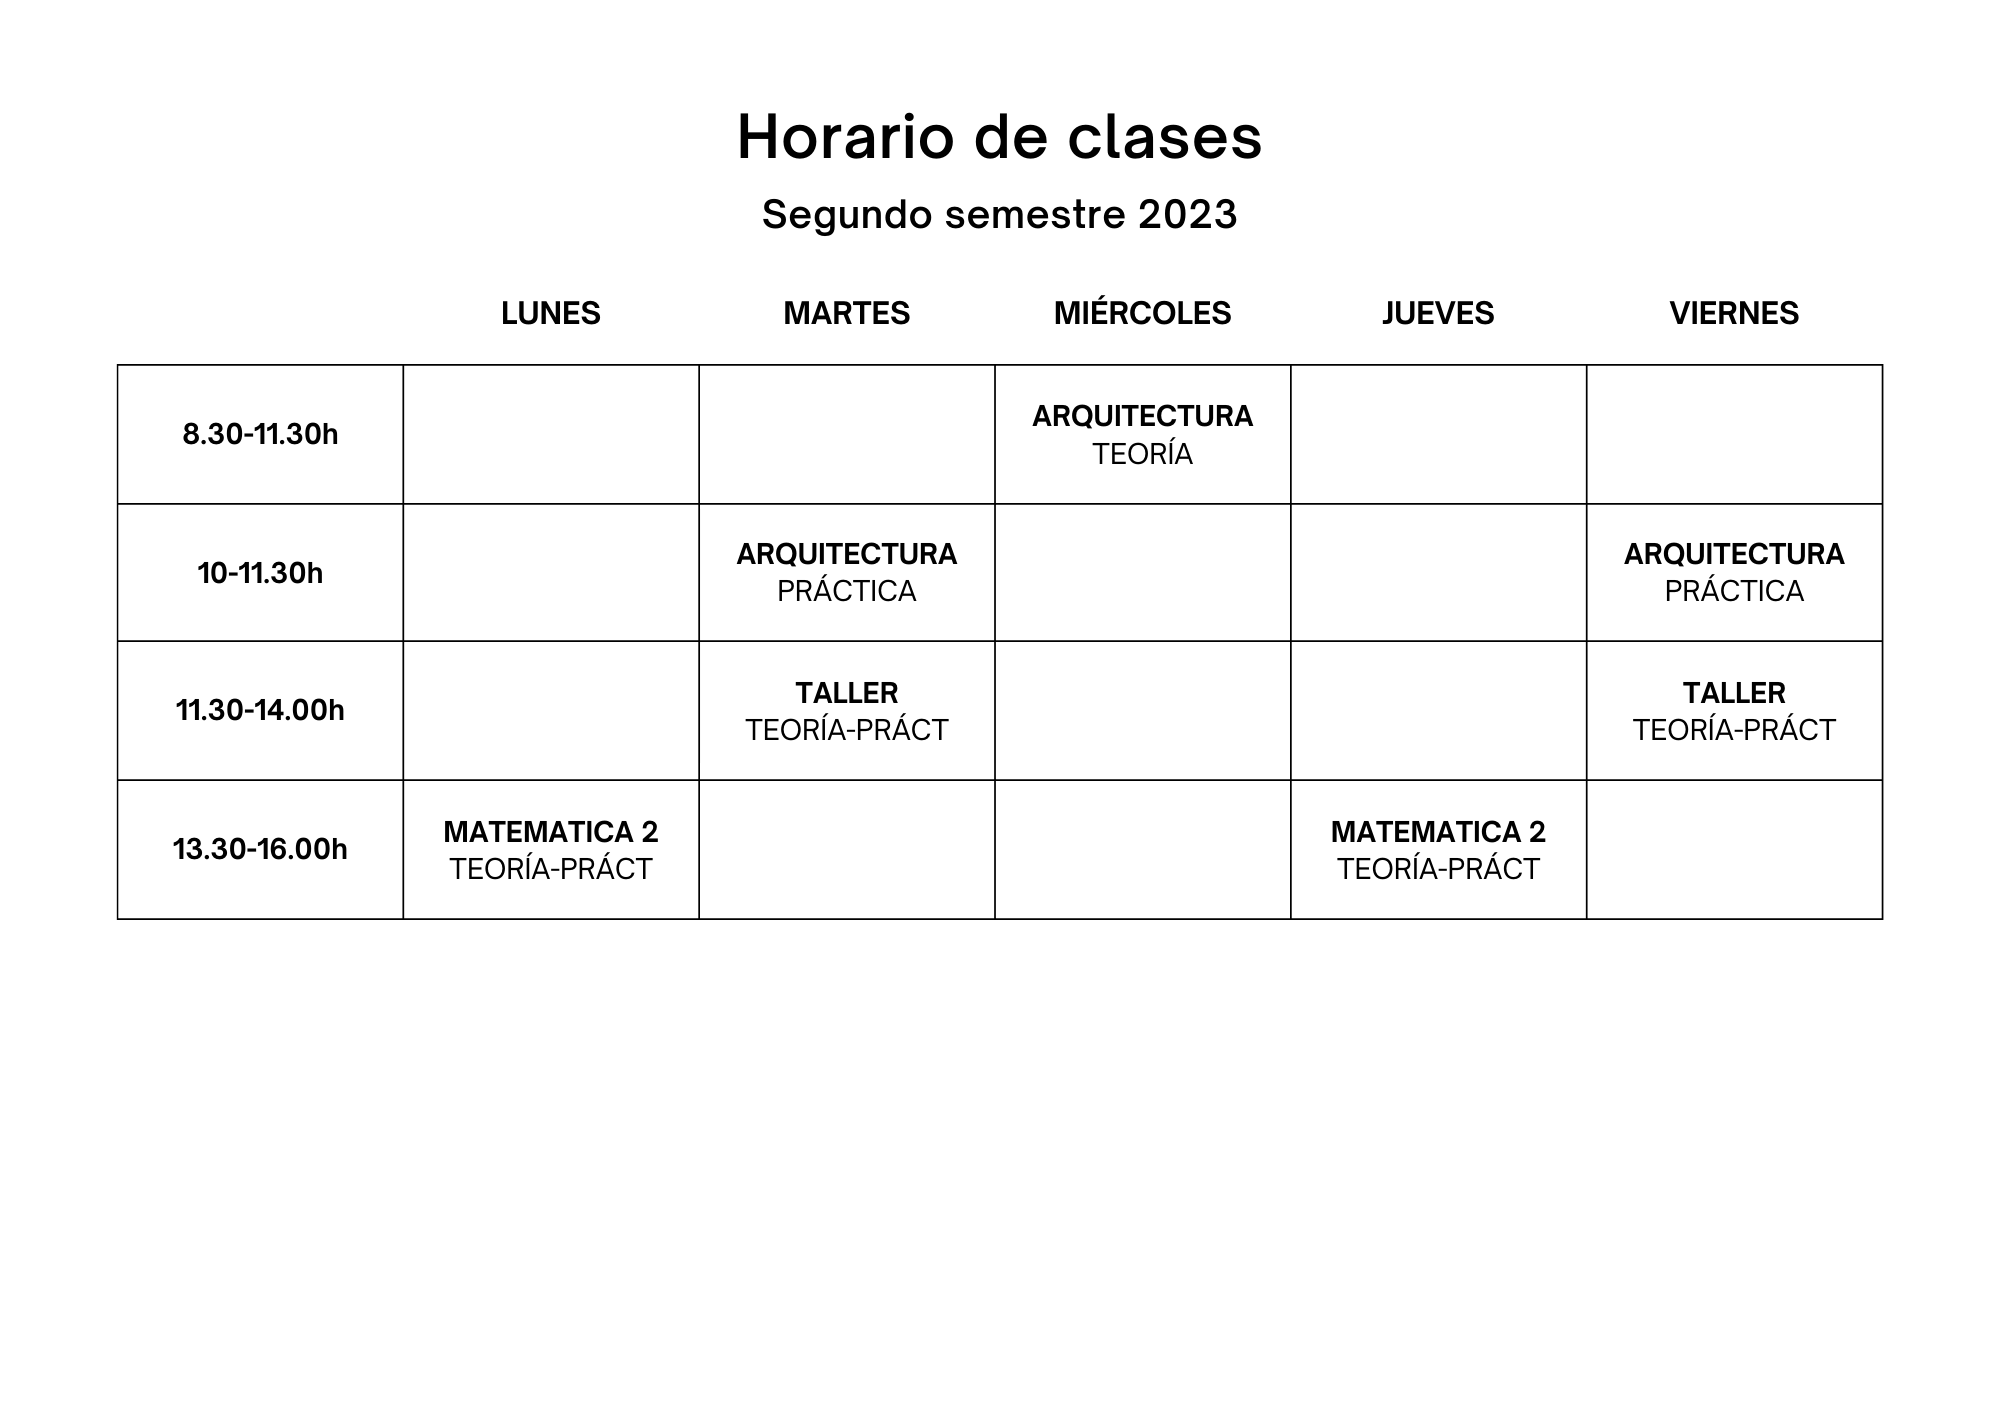 Horario de clases
Segundo semestre 2023
LUNES MARTES MIÉRCOLES JUEVES VIERNES
8.30-11.30h
ARQUITECTURA
TEORÍA
10-11.30h
ARQUITECTURA
PRÁCTICA
ARQUITECTURA
PRÁCTICA
11.30-14.00h
TALLER
TEORÍA-PRÁCT
TALLER
TEORÍA-PRÁCT
13.30-16.00h
MATEMATICA 2
TEORÍA-PRÁCT
MATEMATICA 2
TEORÍA-PRÁCT